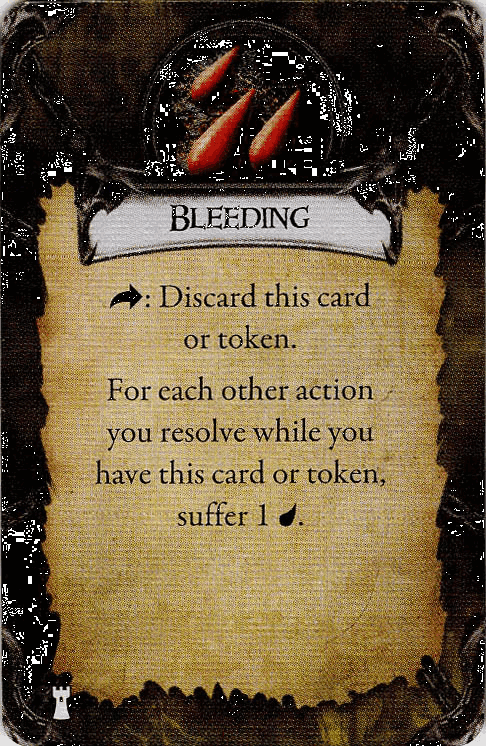 BLEEDING
: Discard this card
or token.
For each other action
you resolve while you
have this card or token,
suffer 1 .